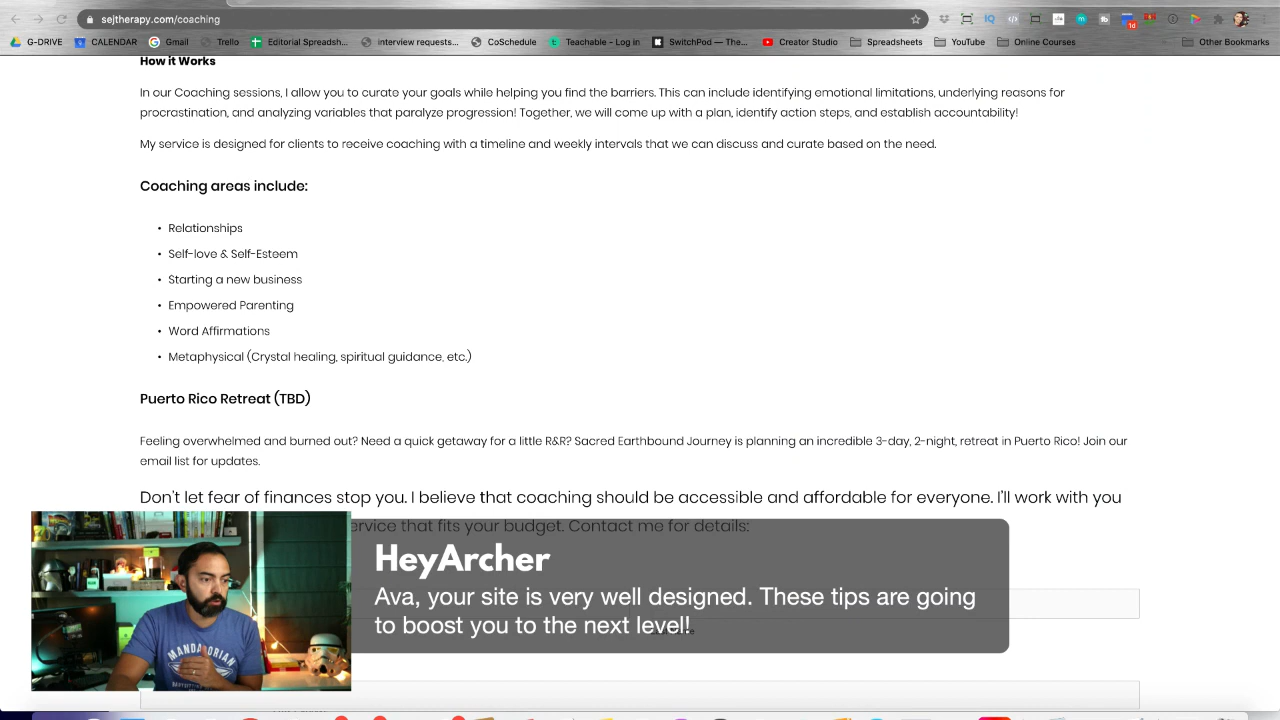 sejtherapy.com/coaching
G-DRIVE CALENDAR Gmail Trello Editorial Spreadsh... interview requests... CoSchedule Teachable - Log in SwitchPod — The... Creator Studio Spreadsheets YouTube Online Courses Other Bookmarks
How it Works
In our Coaching sessions, I allow you to curate your goals while helping you find the barriers. This can include identifying emotional limitations, underlying reasons for
procrastination, and analyzing variables that paralyze progression! Together, we will come up with a plan, identify action steps, and establish accountability!
My service is designed for clients to receive coaching with a timeline and weekly intervals that we can discuss and curate based on the need.
Coaching areas include:
• Relationships
• Self-love & Self-Esteem
• Starting a new business
• Empowered Parenting
• Word Affirmations
• Metaphysical (Crystal healing, spiritual guidance, etc.)
Puerto Rico Retreat (TBD)
Feeling overwhelmed and burned out? Need a quick getaway for a little R&R? Sacred Earthbound Journey is planning an incredible 3-day, 2-night, retreat in Puerto Rico! Join our
email list for updates.
Don't let fear of finances stop you. I believe that coaching should be accessible and affordable for everyone. I'll work with you
ervice that fits your budget. Contact me for details:
HeyArcher
Ava, your site is very well designed. These tips are going
to boost you to the next level!
MANDALORIAN